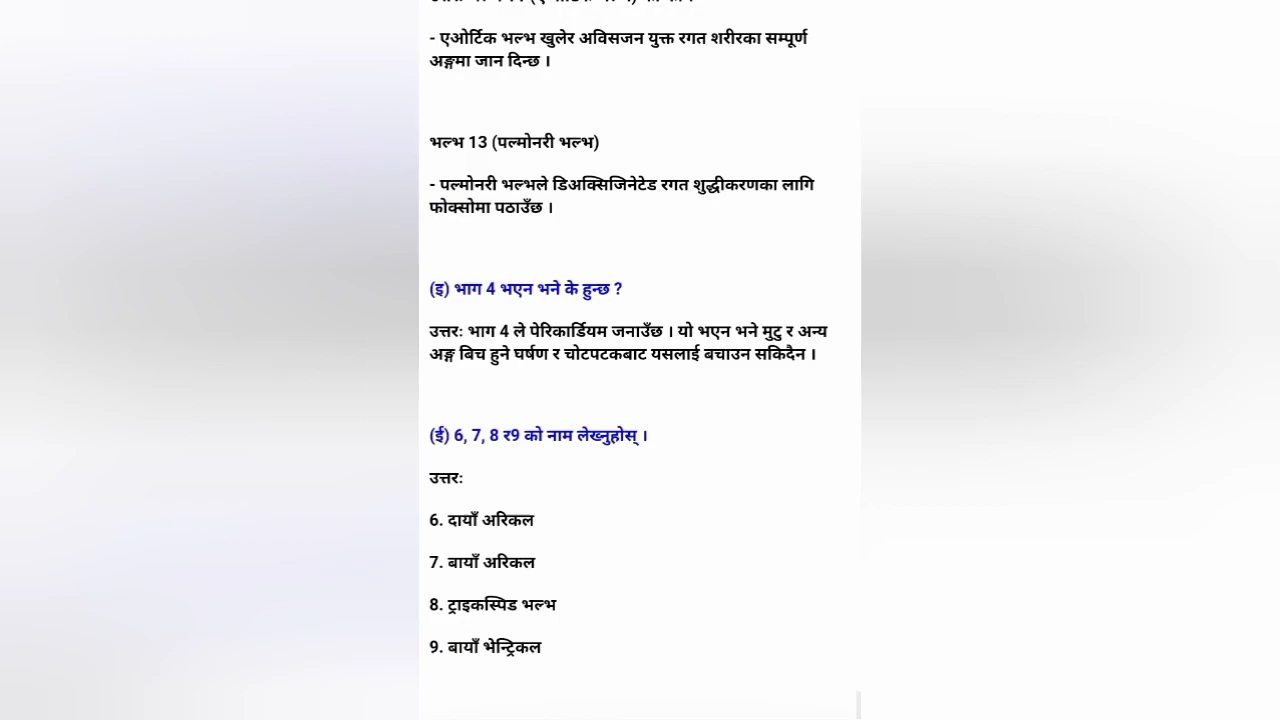 - एओर्टिक भल्भ खुलेर अविसजन युक्त रगत शरीरका सम्पूर्ण
अङ्गमा जान दिन्छ ।
भल्भ 13 (पल्मोनरी भल्भ)
- पल्मोनरी भल्भले डिअक्सिजिनेटेड रगत शुद्धीकरणका लागि
फोक्सोमा पठाउँछ ।
(इ) भाग 4 भएन भने के हुन्छ ?
उत्तरः भाग 4 ले पेरिकार्डियम जनाउँछ । यो भएन भने मुटु र अन्य
अङ्ग बिच हुने घर्षण र चोटपटकबाट यसलाई बचाउन सकिदैन ।
(ई) 6, 7, 8 र9 को नाम लेख्नुहोस् ।
उत्तरः
6. दायाँ अरिकल
7. बायाँ अरिकल
8. ट्राइकस्पिड भल्भ
9. बायाँ भेन्ट्रिकल